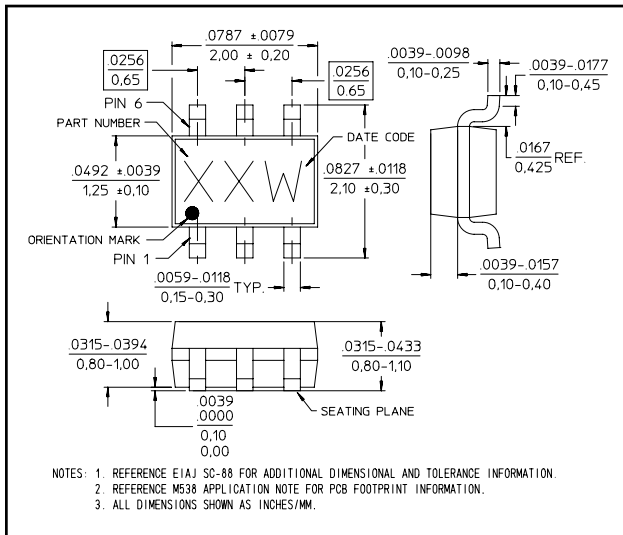 .0787 ±.0079
2,00 ± 0,20
.0256
0,65
.0256
0.65
.0039-.0098
0,10-0,25
.0039-.0177
0,10-0,45
PIN 6
PART NUMBER
DATE CODE
XXW
.0492 ±.0039
1,25 ±0,10
.0827 ±.0118
2,10 ±0,30
.0167
0,425 REF.
ORIENTATION MARK
PIN 1
.0059-.0118
0,15-0,30 TYP.
.0039-.0157
0,10-0,40
.0315-.0394
0,80-1,00
.0315-.0433
0,80-1,10
.0039
.0000
0,10
0,00
SEATING PLANE
NOTES: 1. REFERENCE EIAJ SC-88 FOR ADDITIONAL DIMENSIONAL AND TOLERANCE INFORMATION.
2. REFERENCE M538 APPLICATION NOTE FOR PCB FOOTPRINT INFORMATION.
3. ALL DIMENSIONS SHOWN AS INCHES/MM.